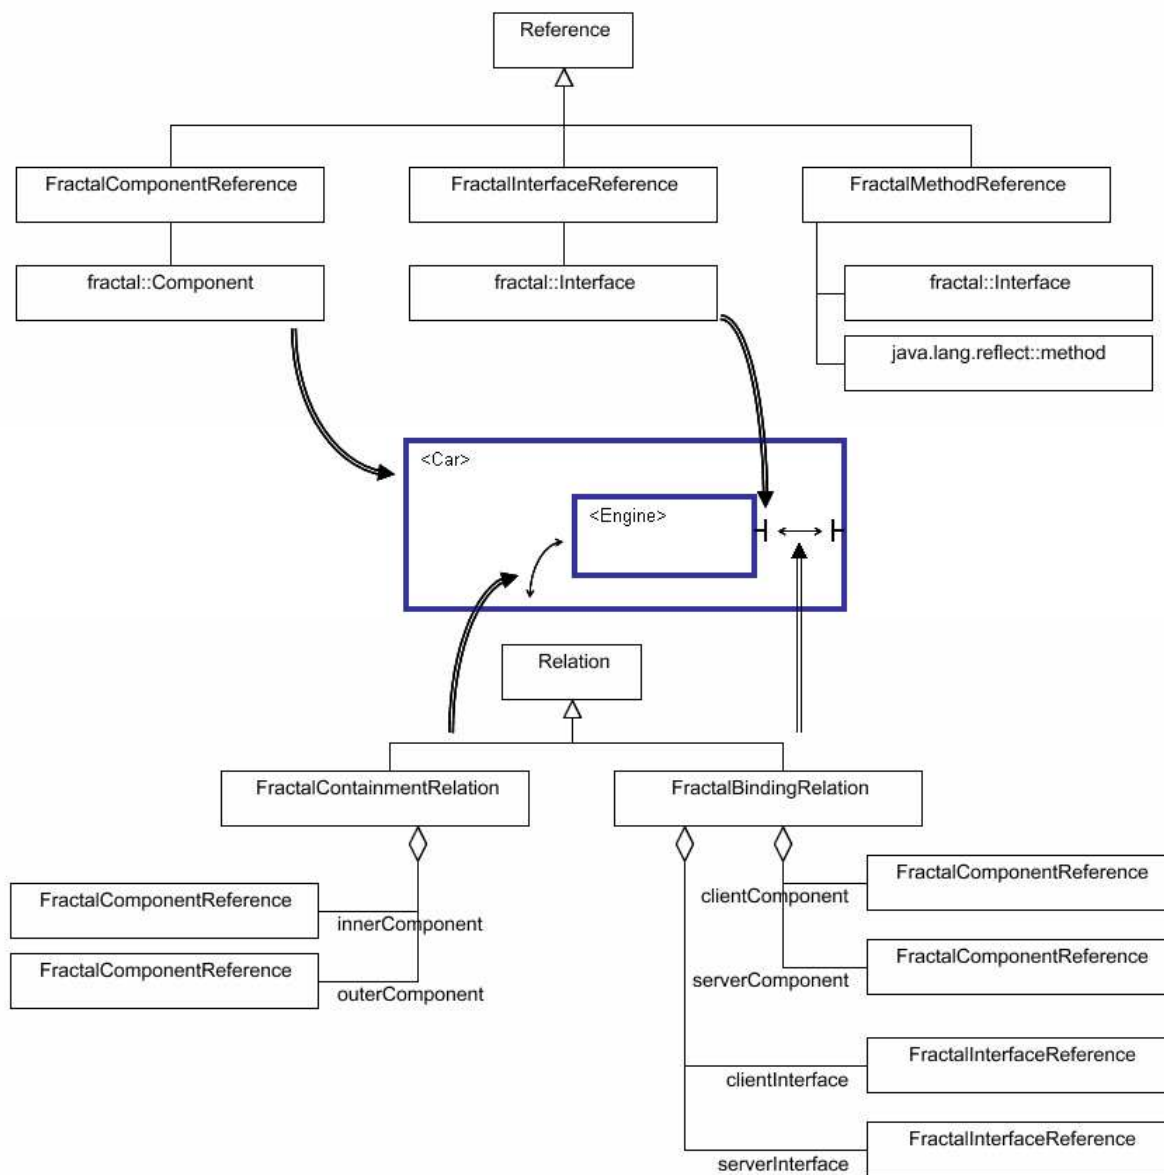 Reference
FractalComponentReference
FractalInterfaceReference
FractalMethodReference
fractal::Component
fractal::Interface
fractal::Interface
java.lang.reflect::method
<Car>
<Engine>
Relation
FractalContainmentRelation
FractalBindingRelation
FractalComponentReference
innerComponent
FractalComponentReference
outerComponent
FractalComponentReference
clientComponent
FractalComponentReference
serverComponent
FractalInterfaceReference
clientInterface
FractalInterfaceReference
serverInterface